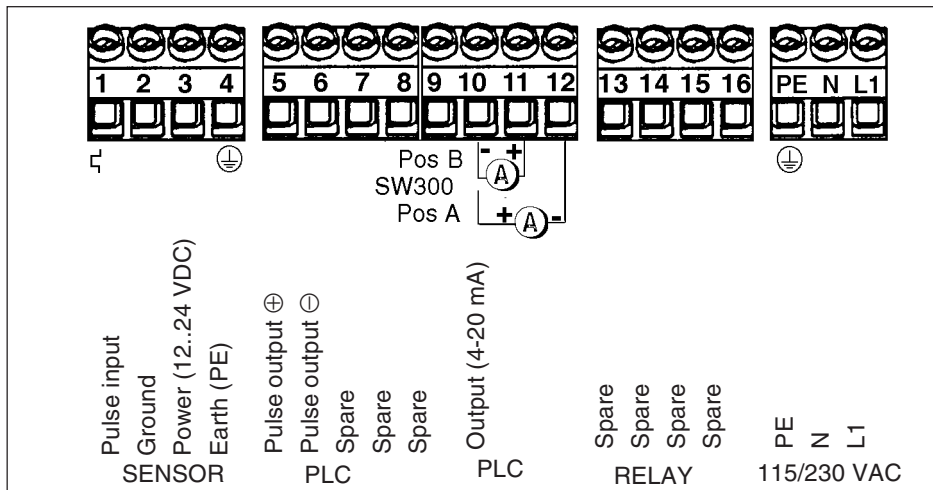 1 2 3 4 5 6 7 8 9 10 11 12 13 14 15 16 PE N L1
Pos B - + A
SW300
Pos A + A -
Pulse input
Ground
Power (12..24 VDC)
Earth (PE)
SENSOR
Pulse output ⊕
Pulse output ⊖
Spare
Spare
Spare
PLC
Output (4-20 mA)
PLC
Spare
Spare
Spare
Spare
RELAY
PE
N
L1
115/230 VAC